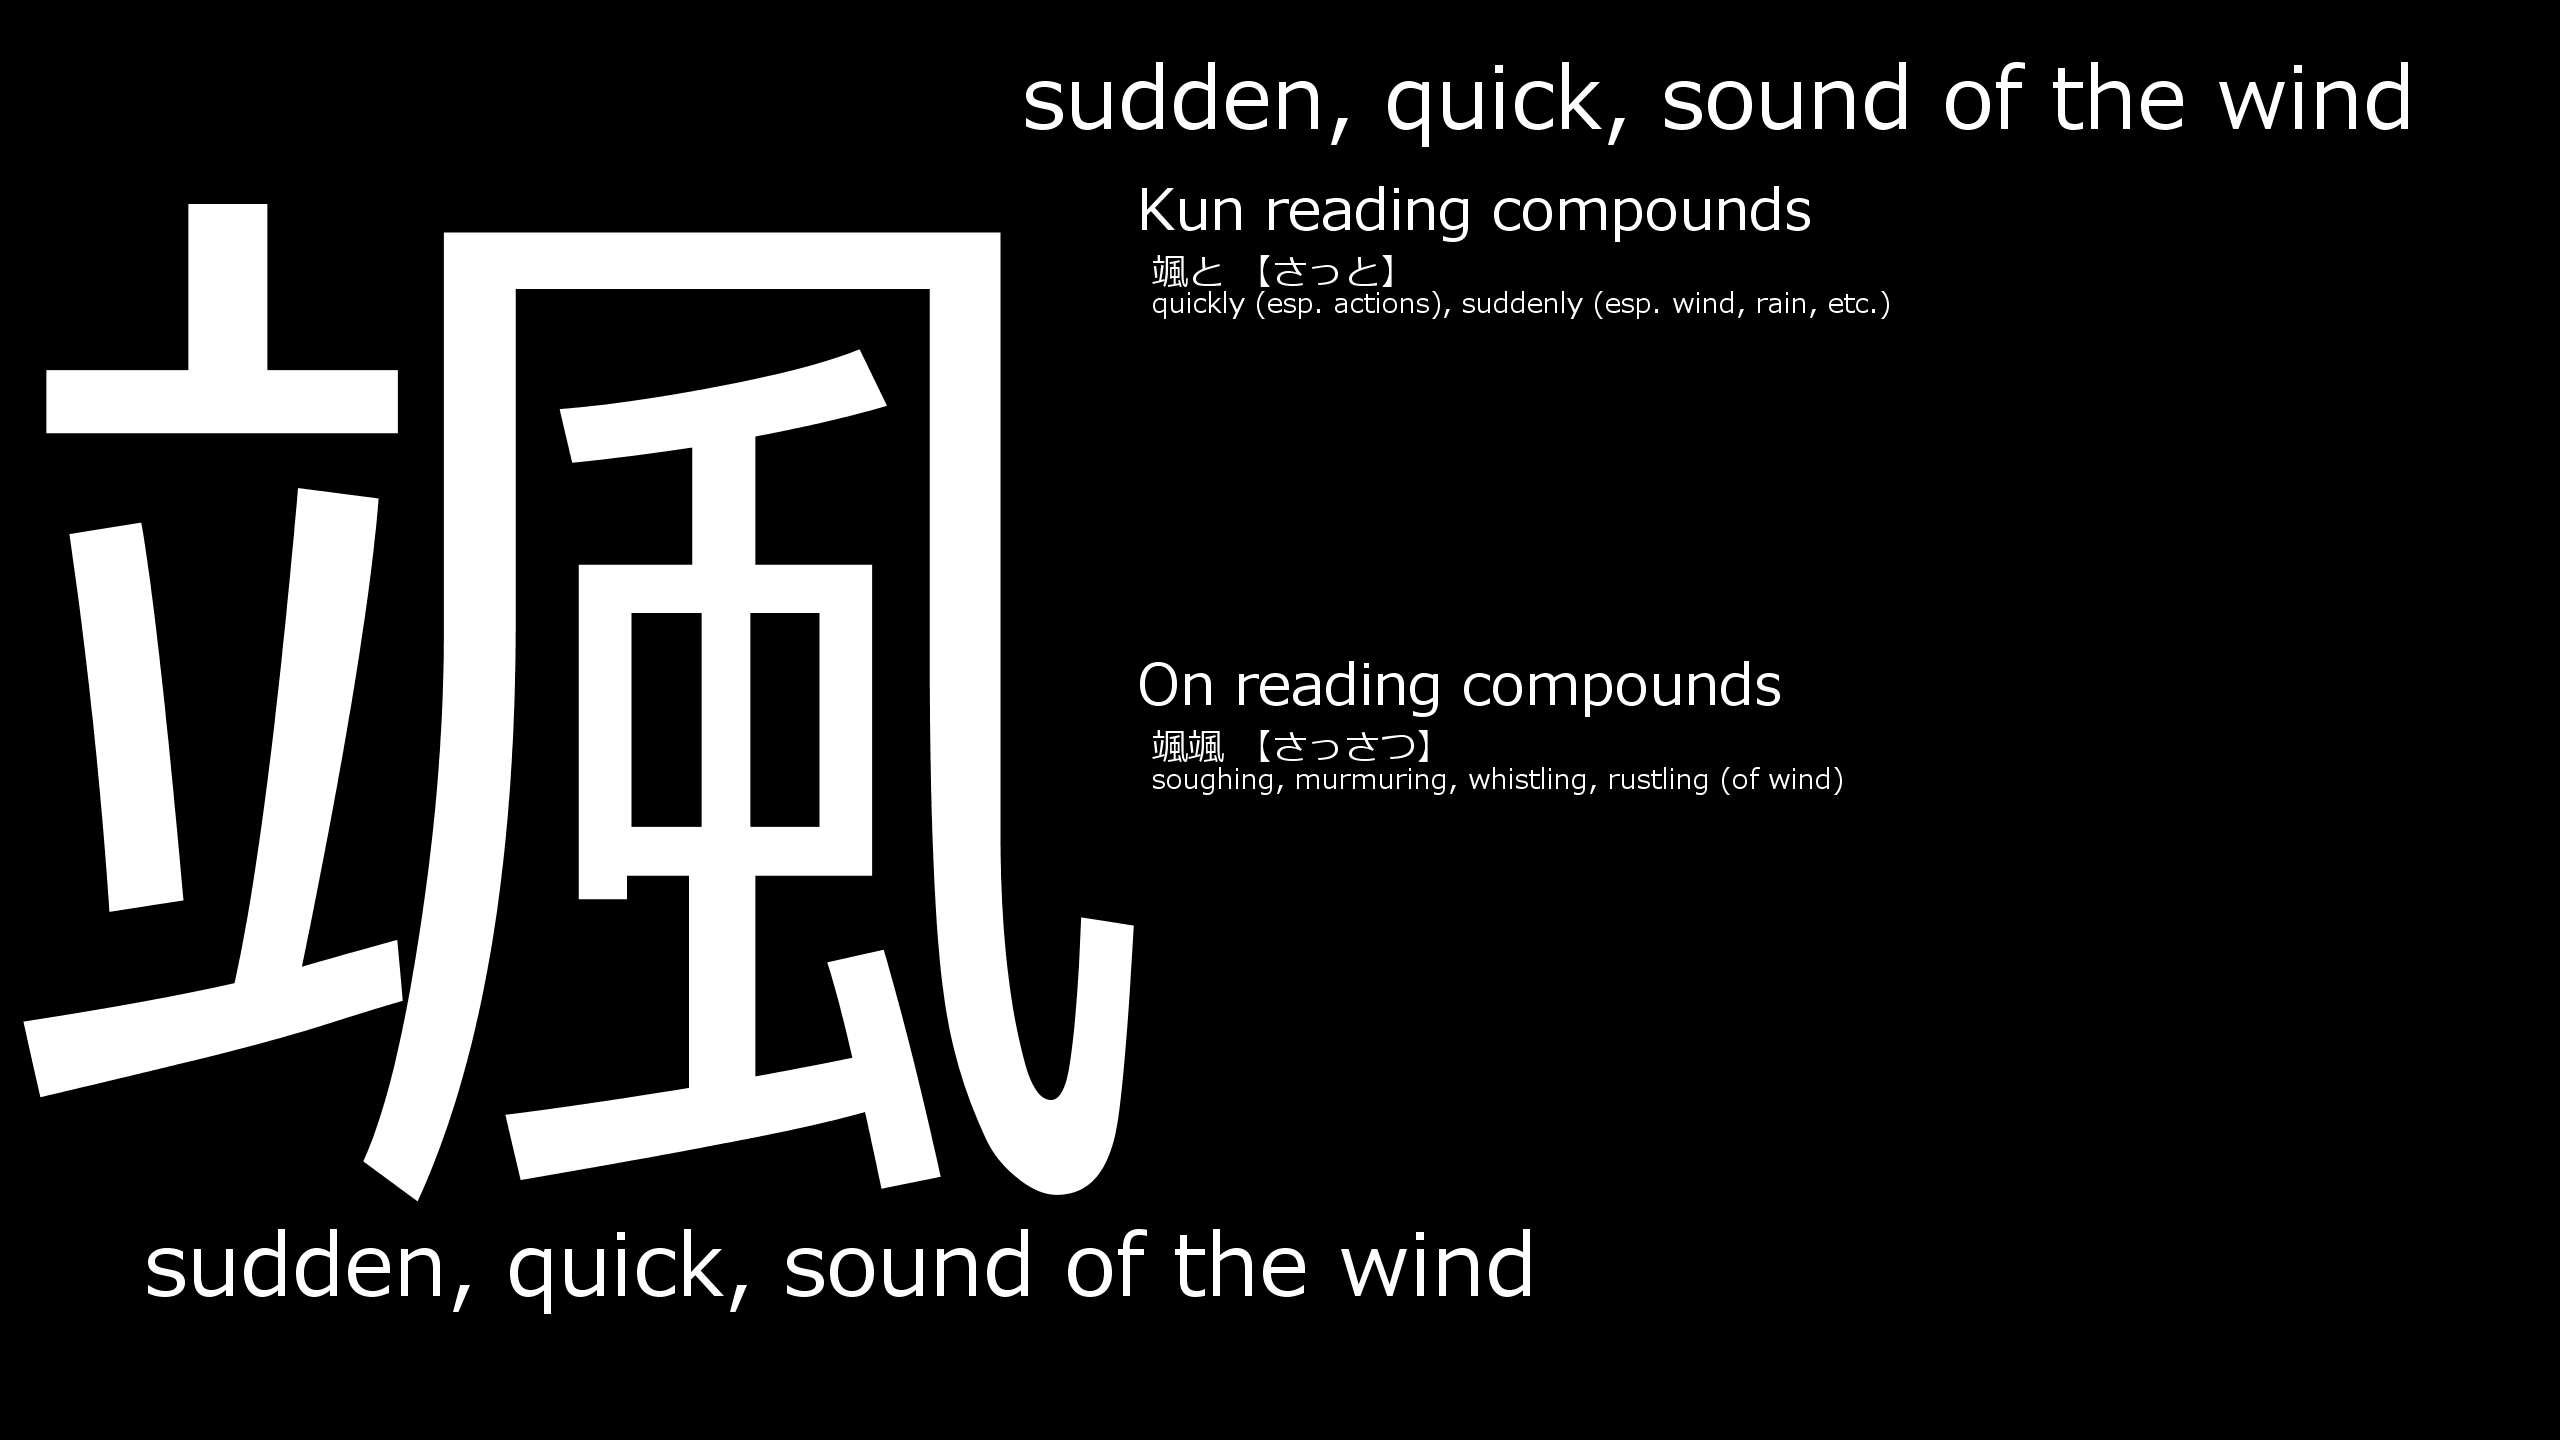 sudden, quick, sound of the wind
颯
Kun reading compounds
颯と 【さっと】
quickly (esp. actions), suddenly (esp. wind, rain, etc.)
On reading compounds
颯颯 【さっさつ】
soughing, murmuring, whistling, rustling (of wind)
sudden, quick, sound of the wind